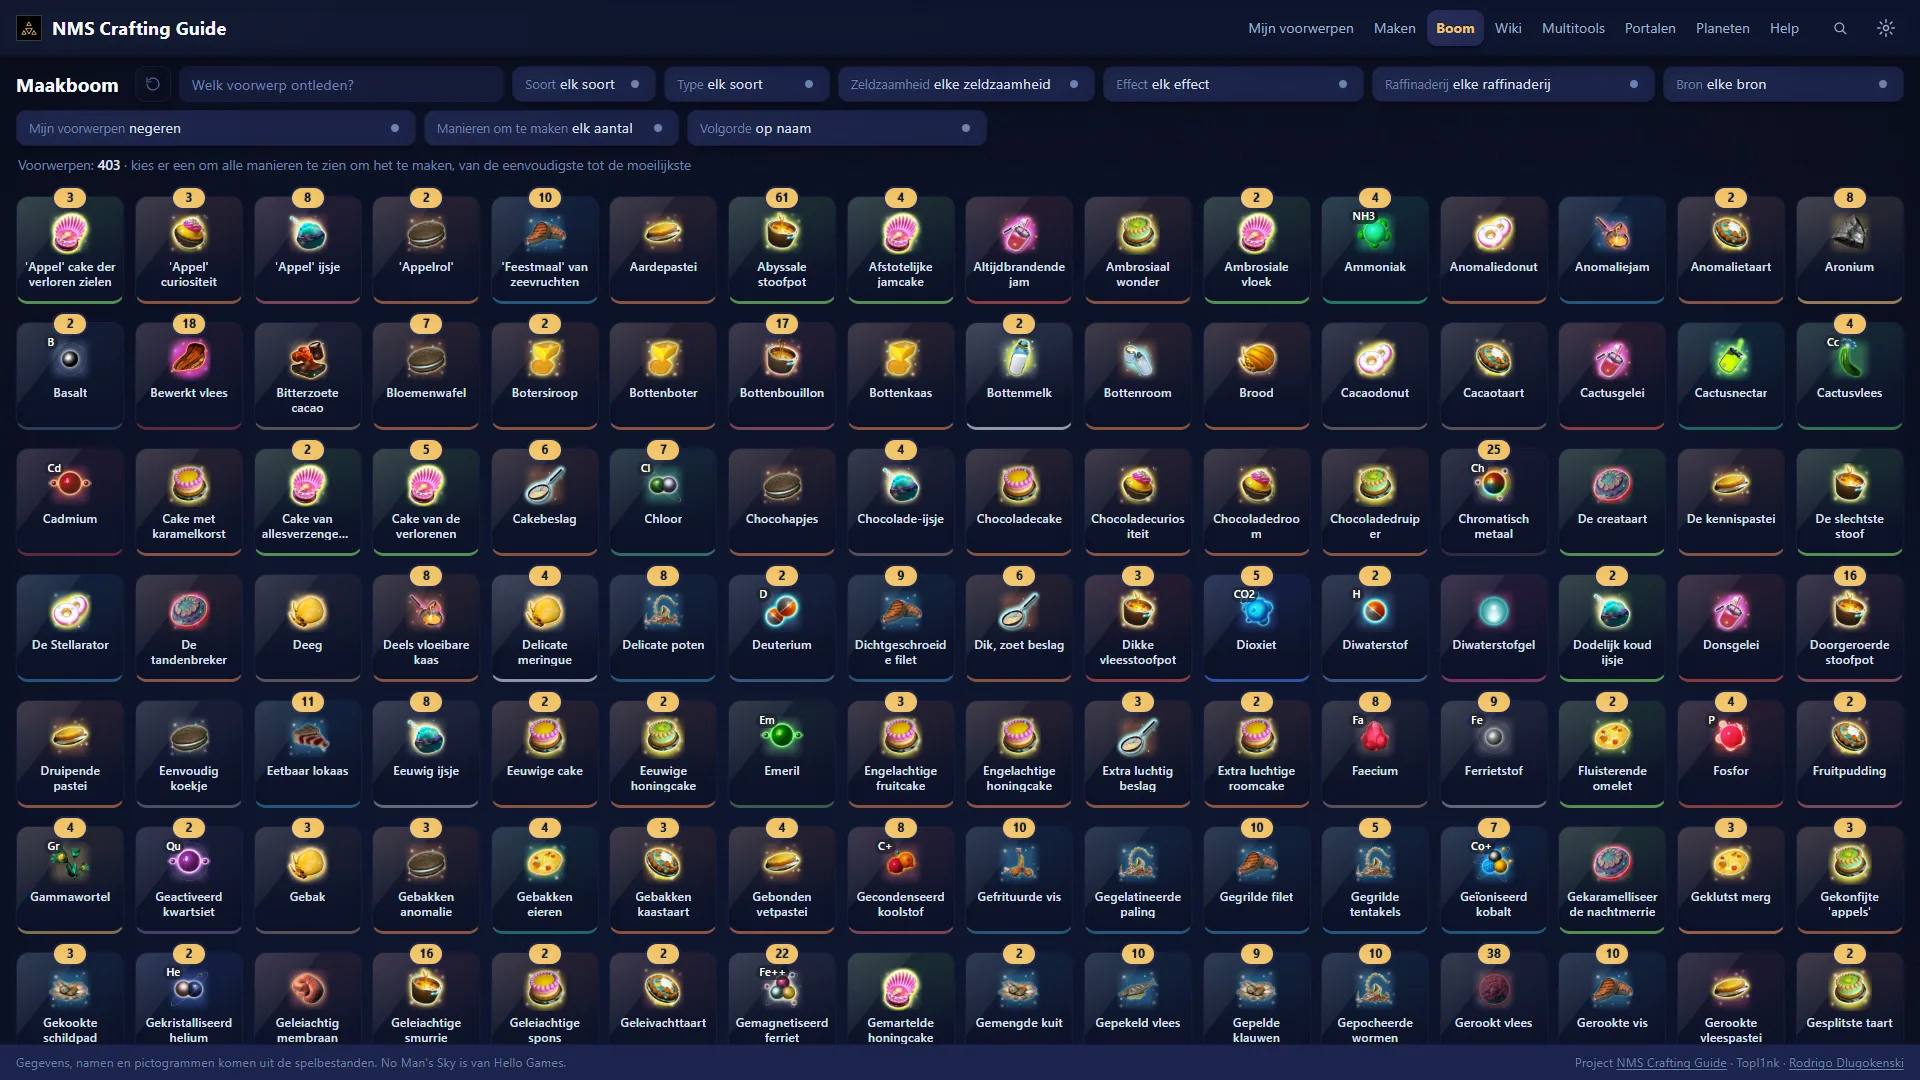 NMS Crafting Guide
Mijn voorwerpen Maken Boom Wiki Multitools Portalen Planeten Help
Maakboom
Welk voorwerp ontleden?
Soort elk soort
Type elk soort
Zeldzaamheid elke zeldzaamheid
Effect elk effect
Raffinaderij elke raffinaderij
Bron elke bron
Mijn voorwerpen negeren
Manieren om te maken elk aantal
Volgorde op naam
Voorwerpen: 403 · kies er een om alle manieren te zien om het te maken, van de eenvoudigste tot de moeilijkste
3
'Appel' cake der
verloren zielen
3
'Appel'
curiositeit
8
'Appel' ijsje
2
'Appelrol'
10
'Feestmaal' van
zeevruchten
Aardepastei
61
Abyssale
stoofpot
4
Afstotelijke
jamcake
Altijdbrandende
jam
Ambrosiaal
wonder
2
Ambrosiale
vloek
4
NH3
Ammoniak
Anomaliedonut
Anomaliejam
2
Anomalietaart
8
Aronium
2
B
Basalt
18
Bewerkt vlees
Bitterzoete
cacao
7
Bloemenwafel
2
Botersiroop
Bottenboter
17
Bottenbouillon
Bottenkaas
2
Bottenmelk
Bottenroom
Brood
Cacaodonut
Cacaotaart
Cactusgelei
Cactusnectar
4
Cc
Cactusvlees
Cd
Cadmium
Cake met
karamelkorst
2
Cake van
allesverzenge...
5
Cake van de
verlorenen
6
Cakebeslag
7
Cl
Chloor
Chocohapjes
4
Chocolade-ijsje
Chocoladecake
Chocoladecurios
iteit
Chocoladedroo
m
Chocoladedruip
er
25
Ch
Chromatisch
metaal
De creataart
De kennispastei
De slechtste
stoof
De Stellarator
De
tandenbreker
Deeg
8
Deels vloeibare
kaas
4
Delicate
meringue
8
Delicate poten
2
D
Deuterium
9
Dichtgeschroeid
e filet
6
Dik, zoet beslag
3
Dikke
vleesstoofpot
5
CO2
Dioxiet
2
H
Diwaterstof
Diwaterstofgel
2
Dodelijk koud
ijsje
Donsgelei
16
Doorgeroerde
stoofpot
Druipende
pastei
Eenvoudig
koekje
11
Eetbaar lokaas
8
Eeuwig ijsje
2
Eeuwige cake
2
Eeuwige
honingcake
Em
Emeril
3
Engelachtige
fruitcake
Engelachtige
honingcake
3
Extra luchtig
beslag
2
Extra luchtige
roomcake
8
Fa
Faecium
9
Fe
Ferrietstof
2
Fluisterende
omelet
4
P
Fosfor
2
Fruitpudding
4
Gr
Gammawortel
2
Qu
Geactiveerd
kwartsiet
3
Gebak
3
Gebakken
anomalie
4
Gebakken
eieren
3
Gebakken
kaastaart
4
Gebonden
vetpastei
8
C+
Gecondenseerd
koolstof
10
Gefrituurde vis
Gegelatineerde
paling
10
Gegrilde filet
5
Gegrilde
tentakels
7
Co+
Geïoniseerd
kobalt
Gekaramelliseer
de nachtmerrie
3
Geklutst merg
3
Gekonfijte
'appels'
3
Gekookte
schildpad
2
He
Gekristalliseerd
helium
Geleiachtig
membraan
16
Geleiachtige
smurrie
2
Geleiachtige
spons
2
Geleivachttaart
22
Fe++
Gemagnetiseerd
ferriet
Gemartelde
honingcake
2
Gemengde kuit
10
Gepekeld vlees
9
Gepelde
klauwen
10
Gepocheerde
wormen
38
Gerookt vlees
10
Gerookte vis
Gerookte
vleespastei
2
Gesplitste taart
Gegevens, namen en pictogrammen komen uit de spelbestanden. No Man's Sky is van Hello Games.
Project NMS Crafting Guide · Topl1nk · Rodrigo Dlugokenski